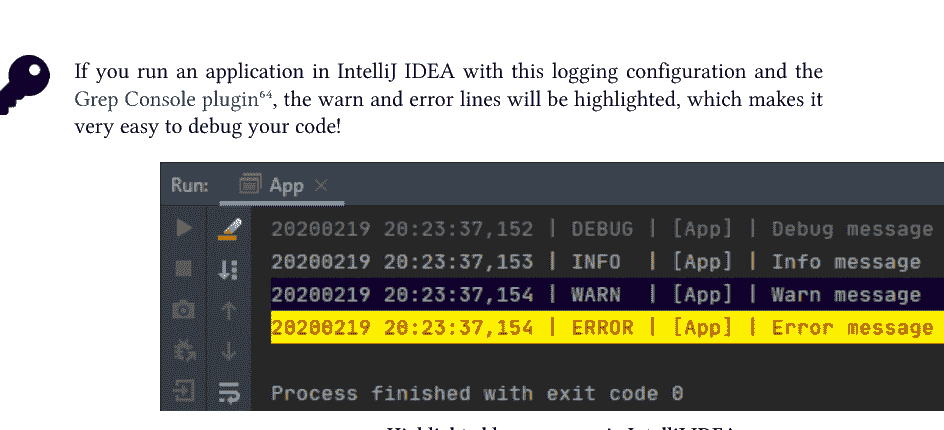 If you run an application in IntelliJ IDEA with this logging configuration and the
Grep Console plugin⁶⁴, the warn and error lines will be highlighted, which makes it
very easy to debug your code!
Run: App
20200219 20:23:37,152 | DEBUG | [App] | Debug message
20200219 20:23:37,153 | INFO | [App] | Info message
20200219 20:23:37,154 | WARN | [App] | Warn message
20200219 20:23:37,154 | ERROR | [App] | Error message
Process finished with exit code 0